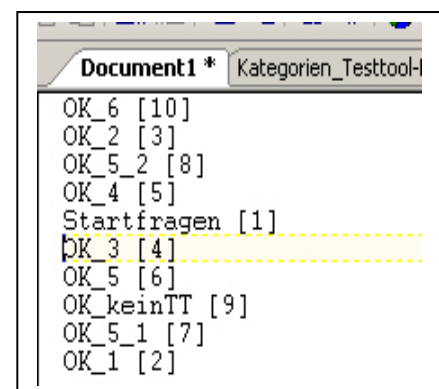 Document1 * Kategorien_Testtool-
OK_6 [10]
OK_2 [3]
OK_5_2 [8]
OK_4 [5]
Startfragen [1]
OK_3 [4]
OK_5 [6]
OK_keinTT [9]
OK_5_1 [7]
OK_1 [2]